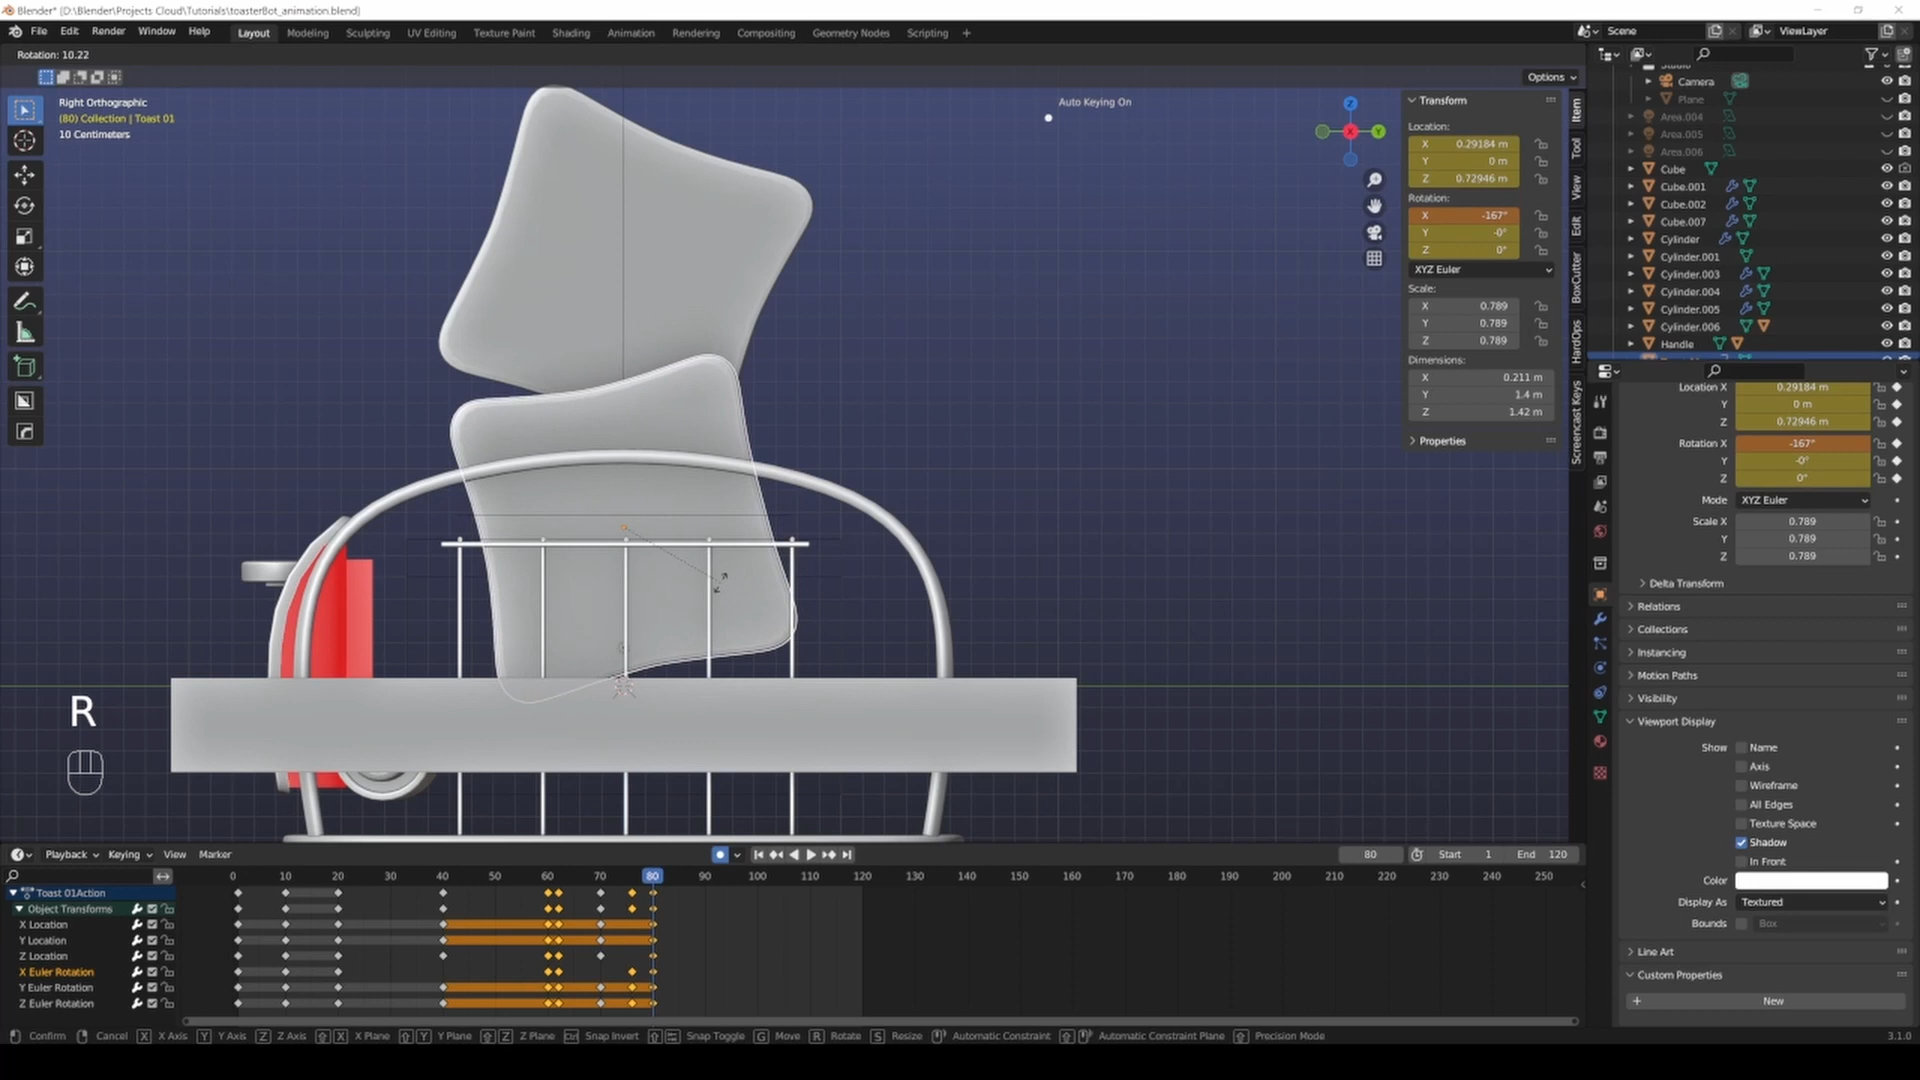 Blender* [D:\Blender\Projects Cloud\Tutorials\toasterBot_animation.blend]
File Edit Render Window Help Layout Modeling Sculpting UV Editing Texture Paint Shading Animation Rendering Compositing Geometry Nodes Scripting + Scene ViewLayer
Rotation: 10.22
Options
Right Orthographic
(80) Collection | Toast 01
10 Centimeters
Auto Keying On
Z
X
Y
Transform
Location:
X 0.29184 m
Y 0 m
Z 0.72946 m
Rotation:
X -167°
Y -0°
Z 0°
XYZ Euler
Scale:
X 0.789
Y 0.789
Z 0.789
Dimensions:
X 0.211 m
Y 1.4 m
Z 1.42 m
Properties
Item
Tool
View
Edit
BoxCutter
HardOps
Screencast Keys
Camera
Plane
Area.004
Area.005
Area.006
Cube
Cube.001
Cube.002
Cube.007
Cylinder
Cylinder.001
Cylinder.003
Cylinder.004
Cylinder.005
Cylinder.006
Handle
Location X 0.29184 m
Y 0 m
Z 0.72946 m
Rotation X -167°
Y -0°
Z 0°
Mode XYZ Euler
Scale X 0.789
Y 0.789
Z 0.789
Delta Transform
Relations
Collections
Instancing
Motion Paths
Visibility
Viewport Display
Show Name
Axis
Wireframe
All Edges
Texture Space
Shadow
In Front
Color
Display As Textured
Bounds Box
Line Art
Custom Properties
+ New
R
Playback Keying View Marker 80 Start 1 End 120
0 10 20 30 40 50 60 70 80 90 100 110 120 130 140 150 160 170 180 190 200 210 220 230 240 250
Toast 01Action
Object Transforms
X Location
Y Location
Z Location
X Euler Rotation
Y Euler Rotation
Z Euler Rotation
Confirm Cancel X X Axis Y Y Axis Z Z Axis X X Plane Y Y Plane Z Z Plane Snap Invert Snap Toggle G Move R Rotate S Resize Automatic Constraint Automatic Constraint Plane Precision Mode 3.1.0